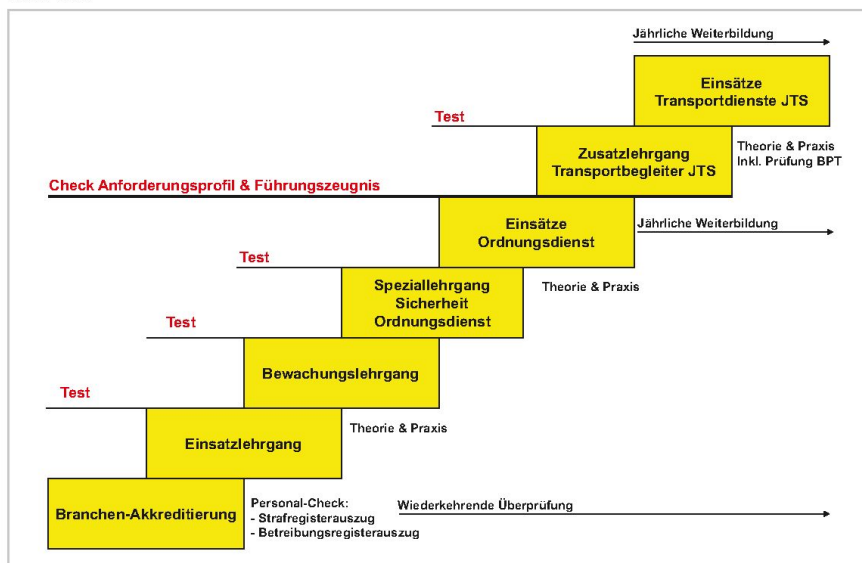 Jährliche Weiterbildung
Einsätze
Transportdienste JTS
Test
Zusatzlehrgang
Transportbegleiter JTS
Theorie & Praxis
Inkl. Prüfung BPT
Check Anforderungsprofil & Führungszeugnis
Einsätze
Ordnungsdienst
Jährliche Weiterbildung
Test
Speziallehrgang
Sicherheit
Ordnungsdienst
Theorie & Praxis
Test
Bewachungslehrgang
Test
Einsatzlehrgang
Theorie & Praxis
Branchen-Akkreditierung
Personal-Check:
- Strafregisterauszug
- Betreibungsregisterauszug
Wiederkehrende Überprüfung